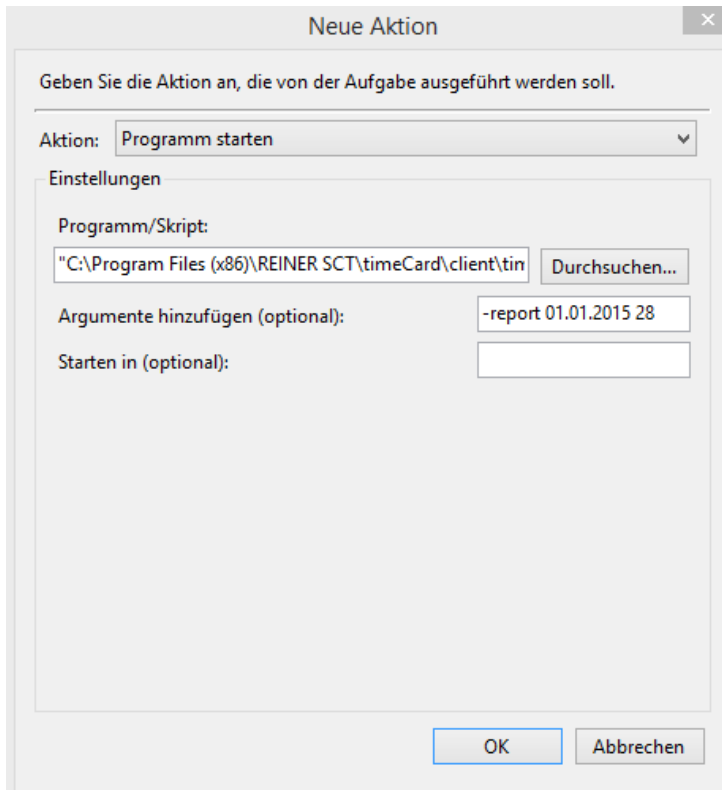 Neue Aktion
Geben Sie die Aktion an, die von der Aufgabe ausgeführt werden soll.
Aktion: Programm starten
Einstellungen
Programm/Skript:
"C:\Program Files (x86)\REINER SCT\timeCard\client\tim Durchsuchen...
Argumente hinzufügen (optional): -report 01.01.2015 28
Starten in (optional):
OK Abbrechen